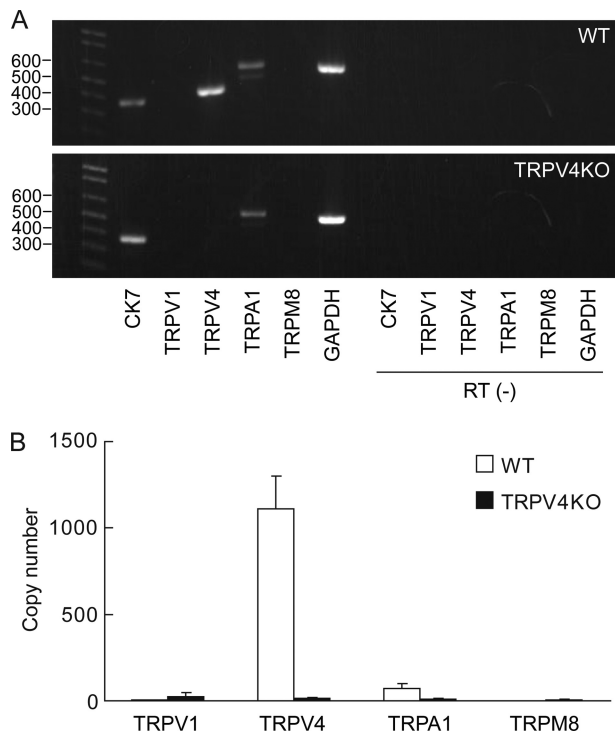 A
WT
600
500
400
300
TRPV4KO
600
500
400
300
CK7 TRPV1 TRPV4 TRPA1 TRPM8 GAPDH CK7 TRPV1 TRPV4 TRPA1 TRPM8 GAPDH
RT (-)
B
1500
1000
500
0
Copy number
WT
TRPV4KO
TRPV1 TRPV4 TRPA1 TRPM8